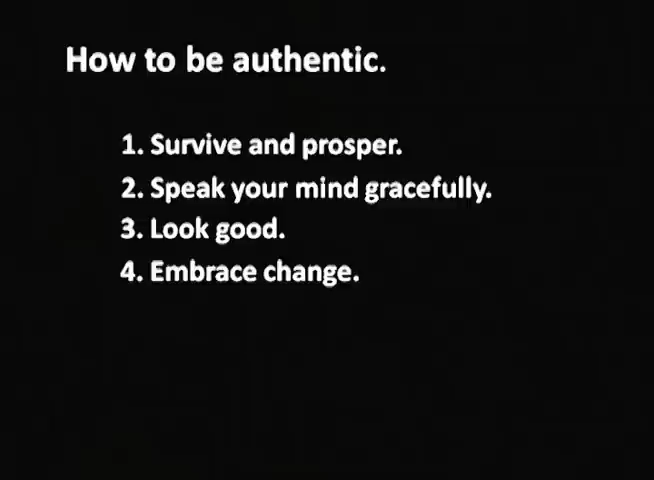 How to be authentic.
1. Survive and prosper.
2. Speak your mind gracefully.
3. Look good.
4. Embrace change.